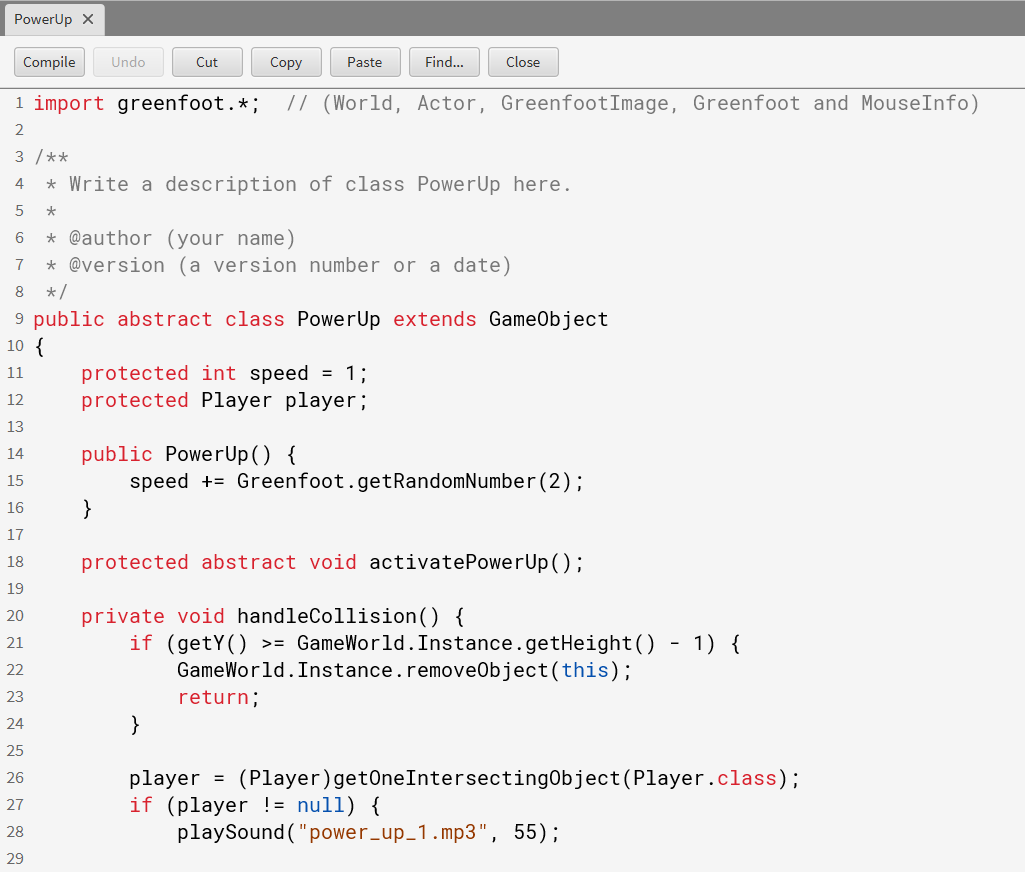 PowerUp ✕
Compile Undo Cut Copy Paste Find... Close
1 import greenfoot.*;  // (World, Actor, GreenfootImage, Greenfoot and MouseInfo)
2
3 /**
4  * Write a description of class PowerUp here.
5  *
6  * @author (your name)
7  * @version (a version number or a date)
8  */
9 public abstract class PowerUp extends GameObject
10 {
11     protected int speed = 1;
12     protected Player player;
13
14     public PowerUp() {
15         speed += Greenfoot.getRandomNumber(2);
16     }
17
18     protected abstract void activatePowerUp();
19
20     private void handleCollision() {
21         if (getY() >= GameWorld.Instance.getHeight() - 1) {
22             GameWorld.Instance.removeObject(this);
23             return;
24         }
25
26         player = (Player)getOneIntersectingObject(Player.class);
27         if (player != null) {
28             playSound("power_up_1.mp3", 55);
29